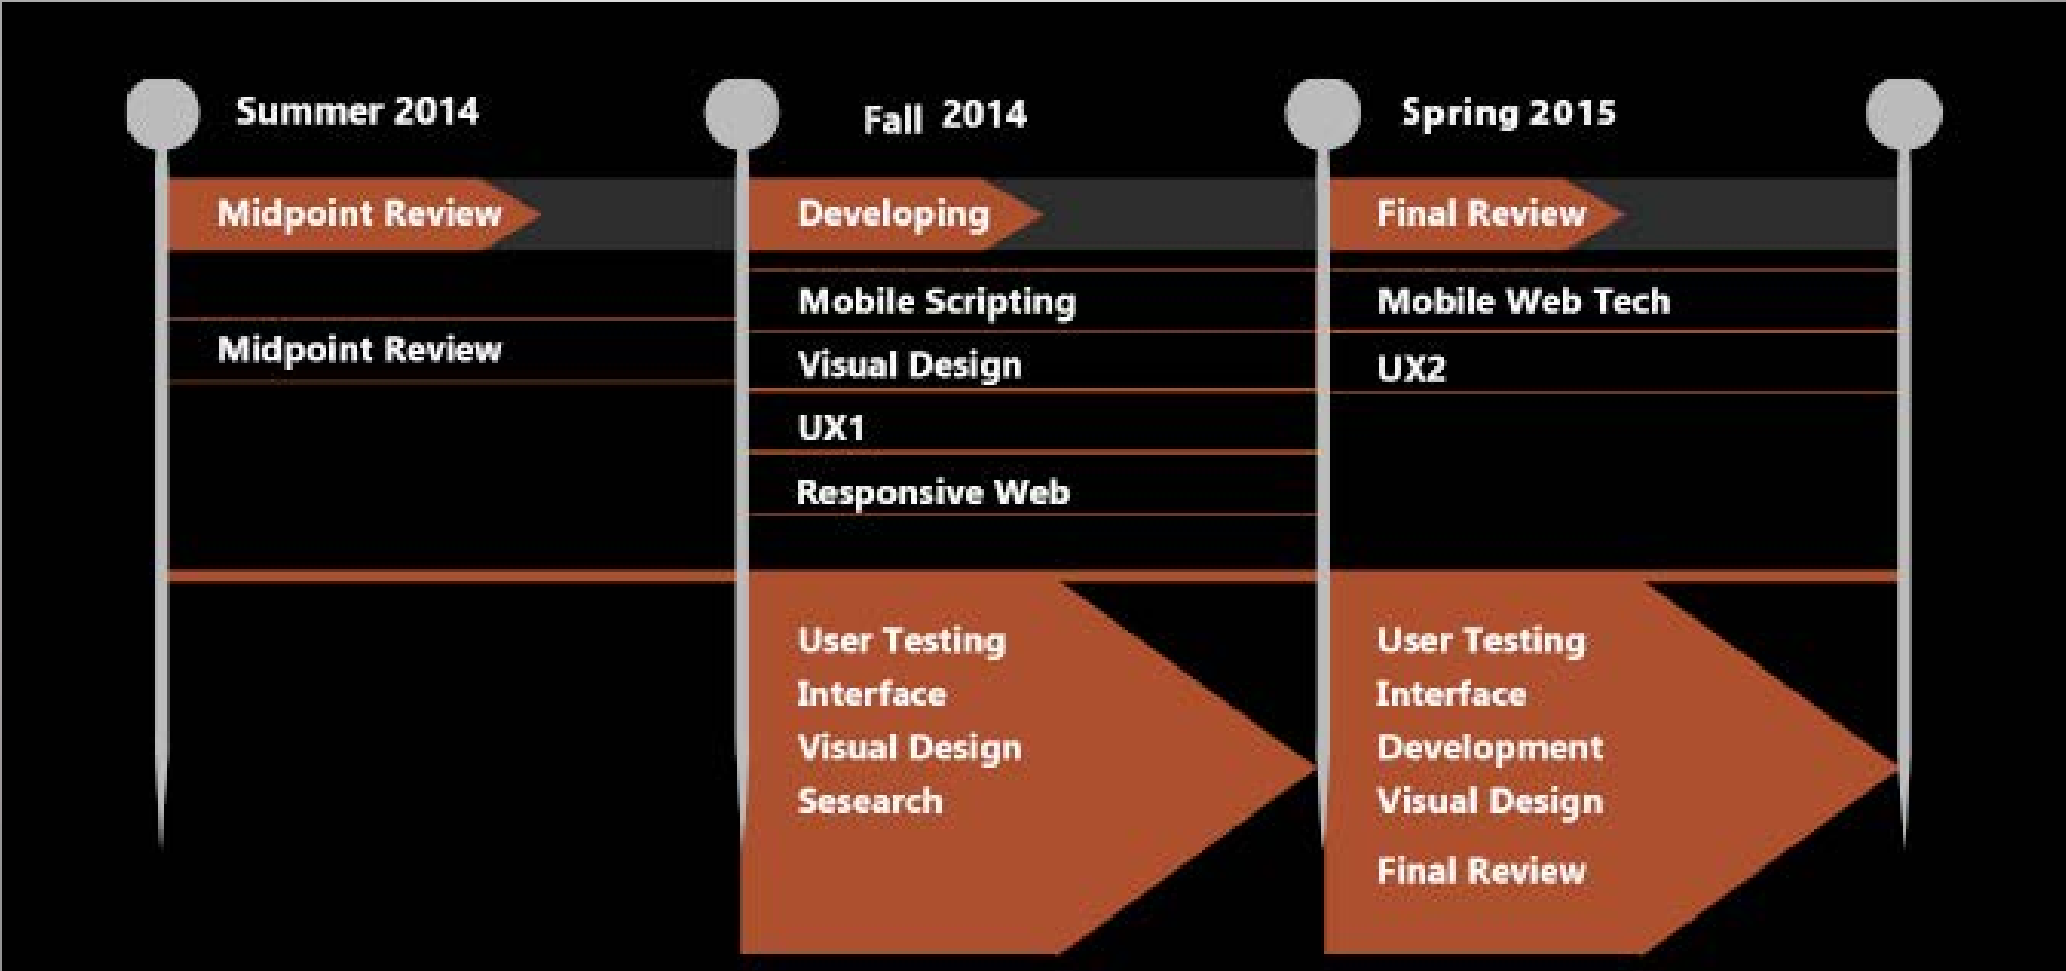 Summer 2014
Fall 2014
Spring 2015
Midpoint Review
Developing
Final Review
Midpoint Review
Mobile Scripting
Visual Design
UX1
Responsive Web
Mobile Web Tech
UX2
User Testing
Interface
Visual Design
Sesearch
User Testing
Interface
Development
Visual Design
Final Review